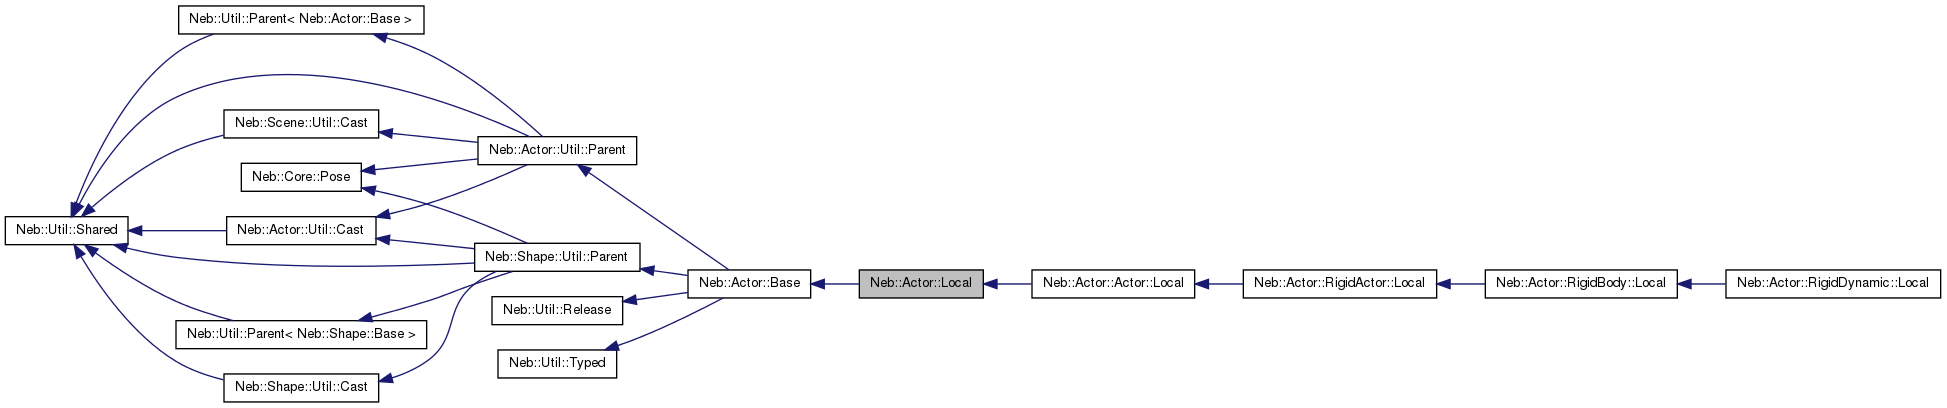 Neb::Util::Parent< Neb::Actor::Base >
Neb::Scene::Util::Cast
Neb::Actor::Util::Parent
Neb::Core::Pose
Neb::Util::Shared
Neb::Actor::Util::Cast
Neb::Shape::Util::Parent
Neb::Actor::Base
Neb::Actor::Local
Neb::Actor::Actor::Local
Neb::Actor::RigidActor::Local
Neb::Actor::RigidBody::Local
Neb::Actor::RigidDynamic::Local
Neb::Util::Release
Neb::Util::Parent< Neb::Shape::Base >
Neb::Util::Typed
Neb::Shape::Util::Cast